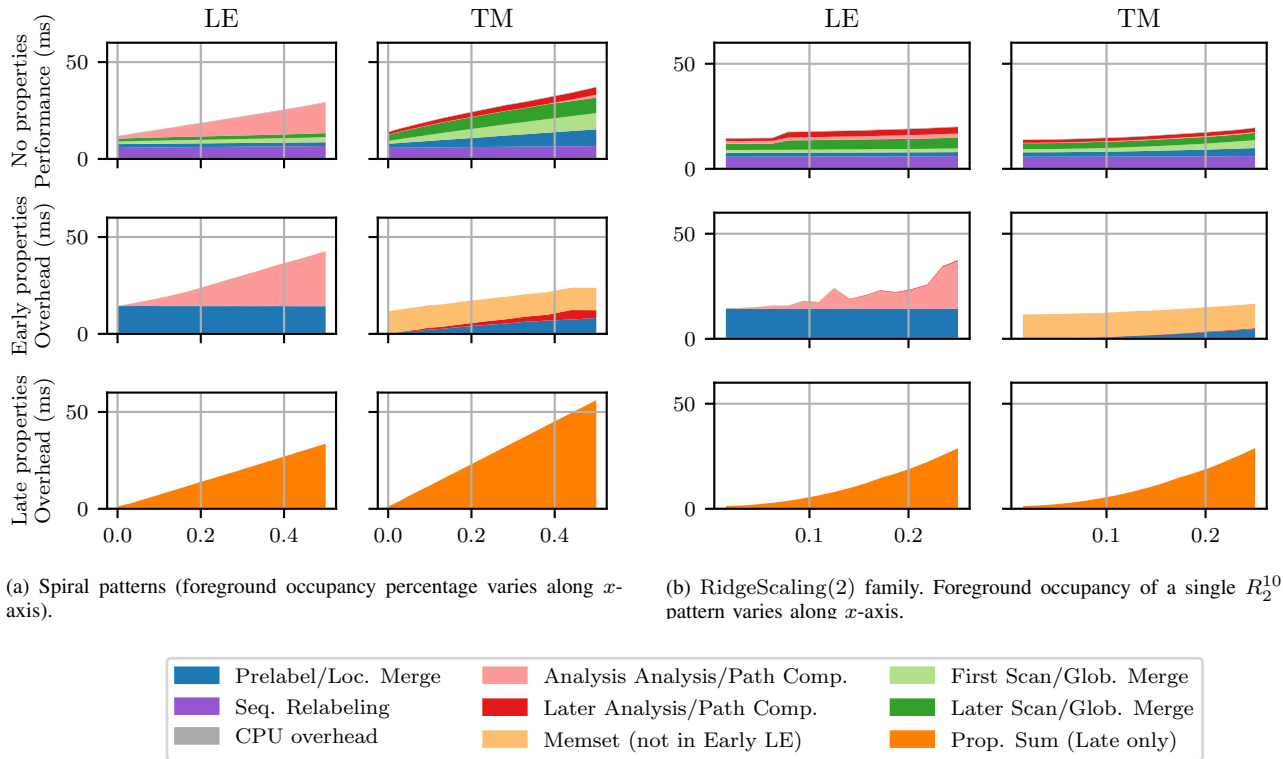 LE
TM
LE
TM
No properties
Performance (ms)
50
0
50
0
Early properties
Overhead (ms)
50
0
50
0
Late properties
Overhead (ms)
50
0
50
0
0.0 0.2 0.4
0.0 0.2 0.4
0.1 0.2
0.1 0.2
(a) Spiral patterns (foreground occupancy percentage varies along x-
axis).
(b) RidgeScaling(2) family. Foreground occupancy of a single R_2^{10}
pattern varies along x-axis.
Prelabel/Loc. Merge
Seq. Relabeling
CPU overhead
Analysis Analysis/Path Comp.
Later Analysis/Path Comp.
Memset (not in Early LE)
First Scan/Glob. Merge
Later Scan/Glob. Merge
Prop. Sum (Late only)